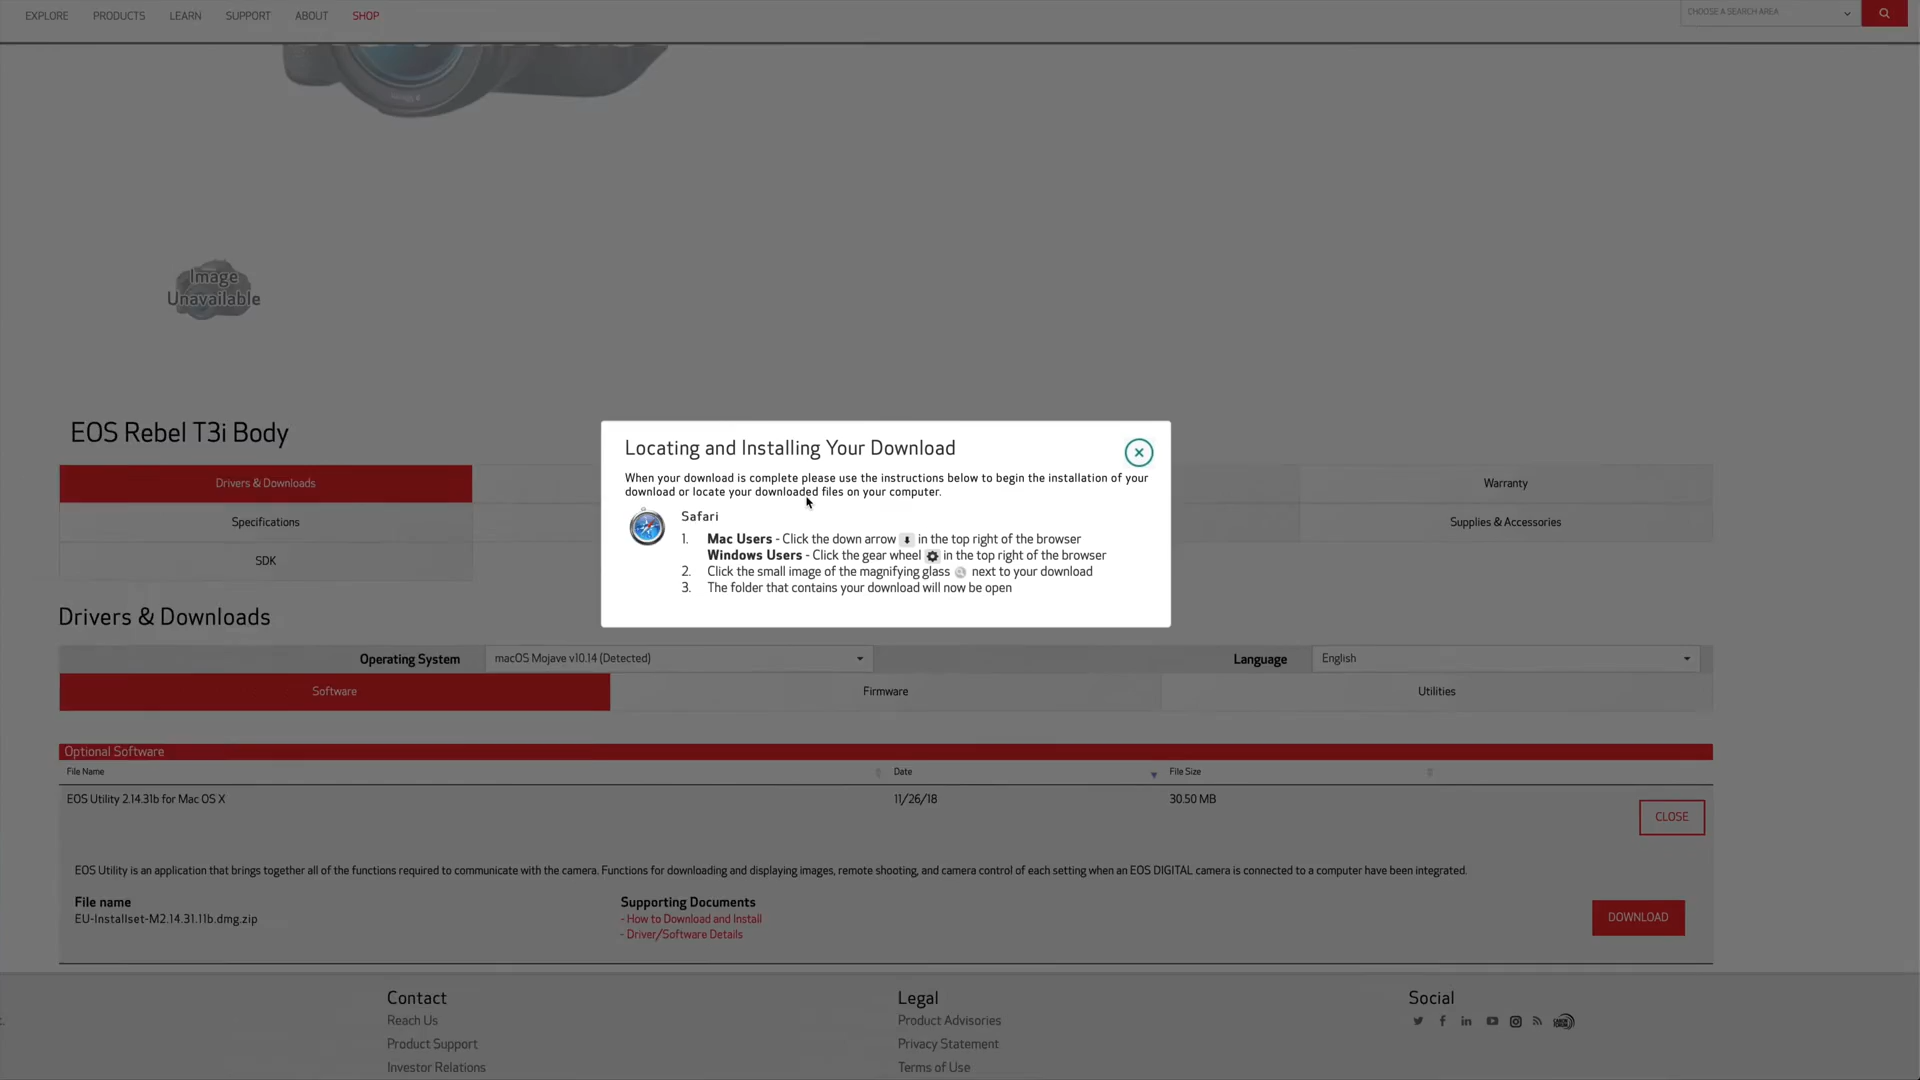 EXPLORE PRODUCTS LEARN SUPPORT ABOUT SHOP
CHOOSE A SEARCH AREA
Image
Unavailable
EOS Rebel T3i Body
Drivers & Downloads
Warranty
Specifications
Supplies & Accessories
SDK
Locating and Installing Your Download
When your download is complete please use the instructions below to begin the installation of your
download or locate your downloaded files on your computer.
Safari
1. Mac Users - Click the down arrow in the top right of the browser
Windows Users - Click the gear wheel in the top right of the browser
2. Click the small image of the magnifying glass next to your download
3. The folder that contains your download will now be open
Drivers & Downloads
Operating System macOS Mojave v10.14 (Detected) Language English
Software Firmware Utilities
Optional Software
File Name Date File Size
EOS Utility 2.14.31b for Mac OS X 11/26/18 30.50 MB
CLOSE
EOS Utility is an application that brings together all of the functions required to communicate with the camera. Functions for downloading and displaying images, remote shooting, and camera control of each setting when an EOS DIGITAL camera is connected to a computer have been integrated.
File name Supporting Documents
EU-Installset-M2.14.31.11b.dmg.zip - How to Download and Install
- Driver/Software Details
DOWNLOAD
Contact Legal Social
Reach Us Product Advisories
Product Support Privacy Statement
Investor Relations Terms of Use